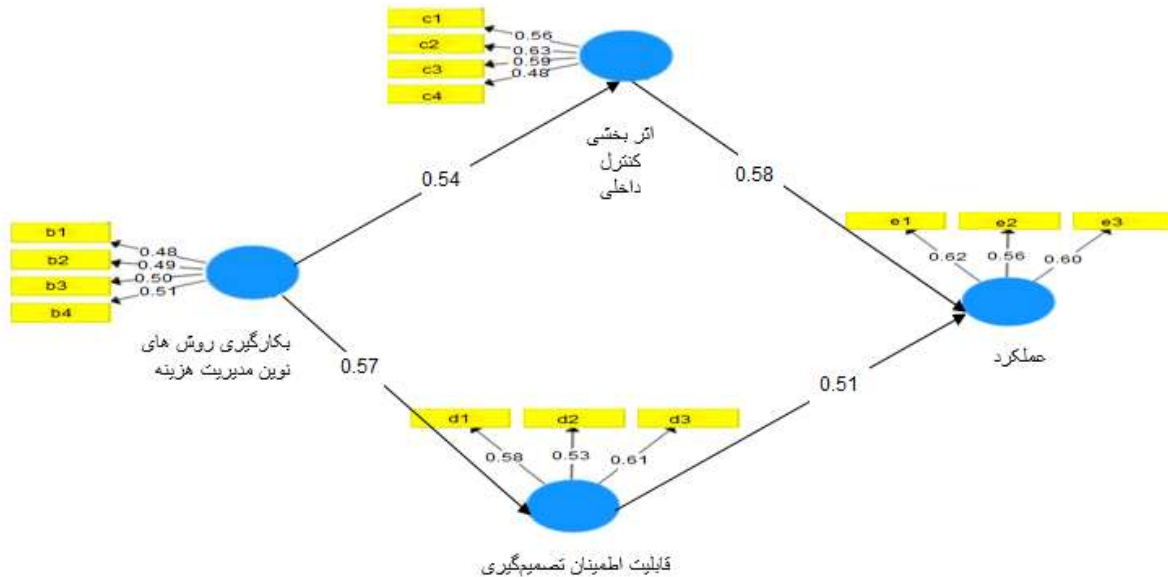 c1
c2
c3
c4
0.56
0.63
0.59
0.48
اثر بخشی
کنترل
داخلی
0.54
0.58
b1
b2
b3
b4
0.48
0.49
0.50
0.51
بکارگیری روش های
نوین مدیریت هزینه
e1
e2
e3
0.62
0.56
0.60
عملکرد
0.57
0.51
d1
d2
d3
0.58
0.53
0.61
قابلیت اطمینان تصمیم‌گیری